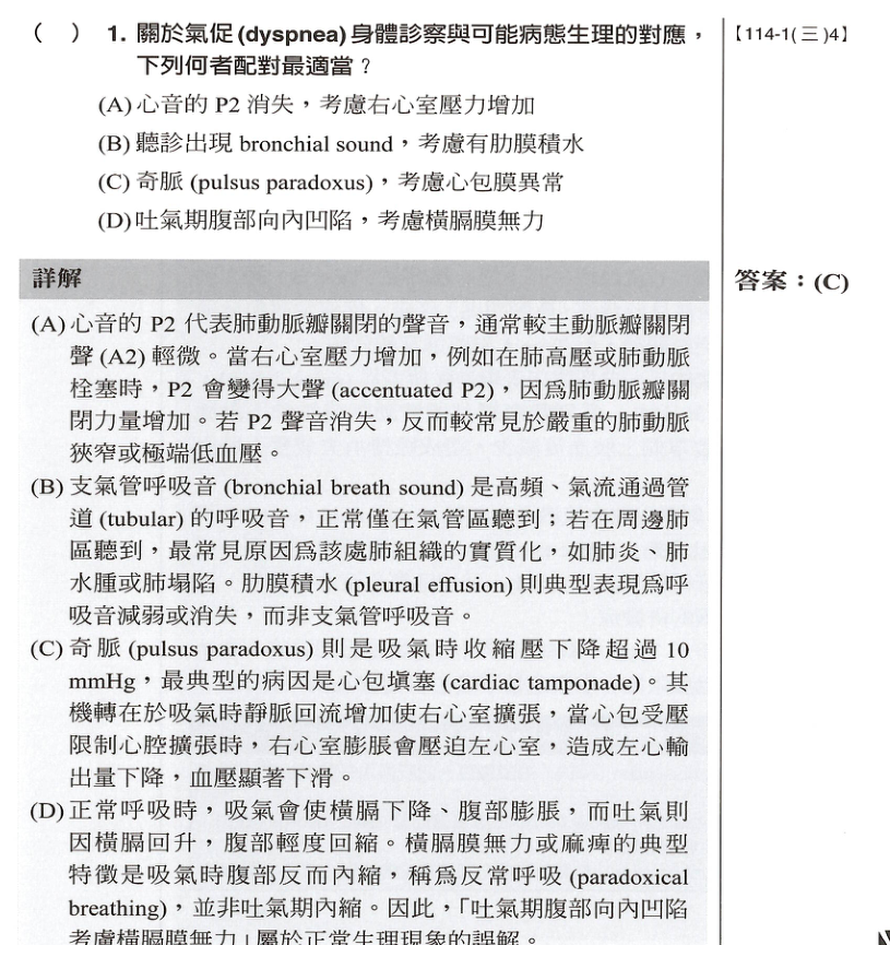 (　) 1. 關於氣促 (dyspnea) 身體診察與可能病態生理的對應，
【114-1(三)4】
下列何者配對最適當？
(A) 心音的 P2 消失，考慮右心室壓力增加
(B) 聽診出現 bronchial sound，考慮有肋膜積水
(C) 奇脈 (pulsus paradoxus)，考慮心包膜異常
(D) 吐氣期腹部向內凹陷，考慮橫膈膜無力
詳解
答案：(C)
(A) 心音的 P2 代表肺動脈瓣關閉的聲音，通常較主動脈瓣關閉
聲 (A2) 輕微。當右心室壓力增加，例如在肺高壓或肺動脈
栓塞時，P2 會變得大聲 (accentuated P2)，因為肺動脈瓣關
閉力量增加。若 P2 聲音消失，反而較常見於嚴重的肺動脈
狹窄或極端低血壓。
(B) 支氣管呼吸音 (bronchial breath sound) 是高頻、氣流通過管
道 (tubular) 的呼吸音，正常僅在氣管區聽到；若在周邊肺
區聽到，最常見原因為該處肺組織的實質化，如肺炎、肺
水腫或肺塌陷。肋膜積水 (pleural effusion) 則典型表現為呼
吸音減弱或消失，而非支氣管呼吸音。
(C) 奇脈 (pulsus paradoxus) 則是吸氣時收縮壓下降超過 10
mmHg，最典型的病因是心包填塞 (cardiac tamponade)。其
機轉在於吸氣時靜脈回流增加使右心室擴張，當心包受壓
限制心腔擴張時，右心室膨脹會壓迫左心室，造成左心輸
出量下降，血壓顯著下滑。
(D) 正常呼吸時，吸氣會使橫膈下降、腹部膨脹，而吐氣則
因橫膈回升，腹部輕度回縮。橫膈膜無力或麻痺的典型
特徵是吸氣時腹部反而內縮，稱為反常呼吸 (paradoxical
breathing)，並非吐氣期內縮。因此，「吐氣期腹部向內凹陷
考慮橫膈膜無力」屬於正常生理現象的誤解。